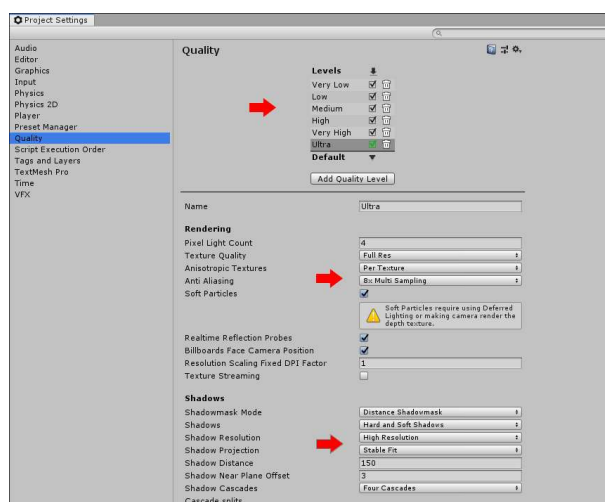 Project Settings
Audio
Editor
Graphics
Input
Physics
Physics 2D
Player
Preset Manager
Quality
Script Execution Order
Tags and Layers
TextMesh Pro
Time
VFX
Quality
Levels
Very Low
Low
Medium
High
Very High
Ultra
Default
Add Quality Level
Name Ultra
Rendering
Pixel Light Count 4
Texture Quality Full Res
Anisotropic Textures Per Texture
Anti Aliasing 8x Multi Sampling
Soft Particles
Soft Particles require using Deferred
Lighting or making camera render the
depth texture.
Realtime Reflection Probes
Billboards Face Camera Position
Resolution Scaling Fixed DPI Factor 1
Texture Streaming
Shadows
Shadowmask Mode Distance Shadowmask
Shadows Hard and Soft Shadows
Shadow Resolution High Resolution
Shadow Projection Stable Fit
Shadow Distance 150
Shadow Near Plane Offset 3
Shadow Cascades Four Cascades
Cascade splits